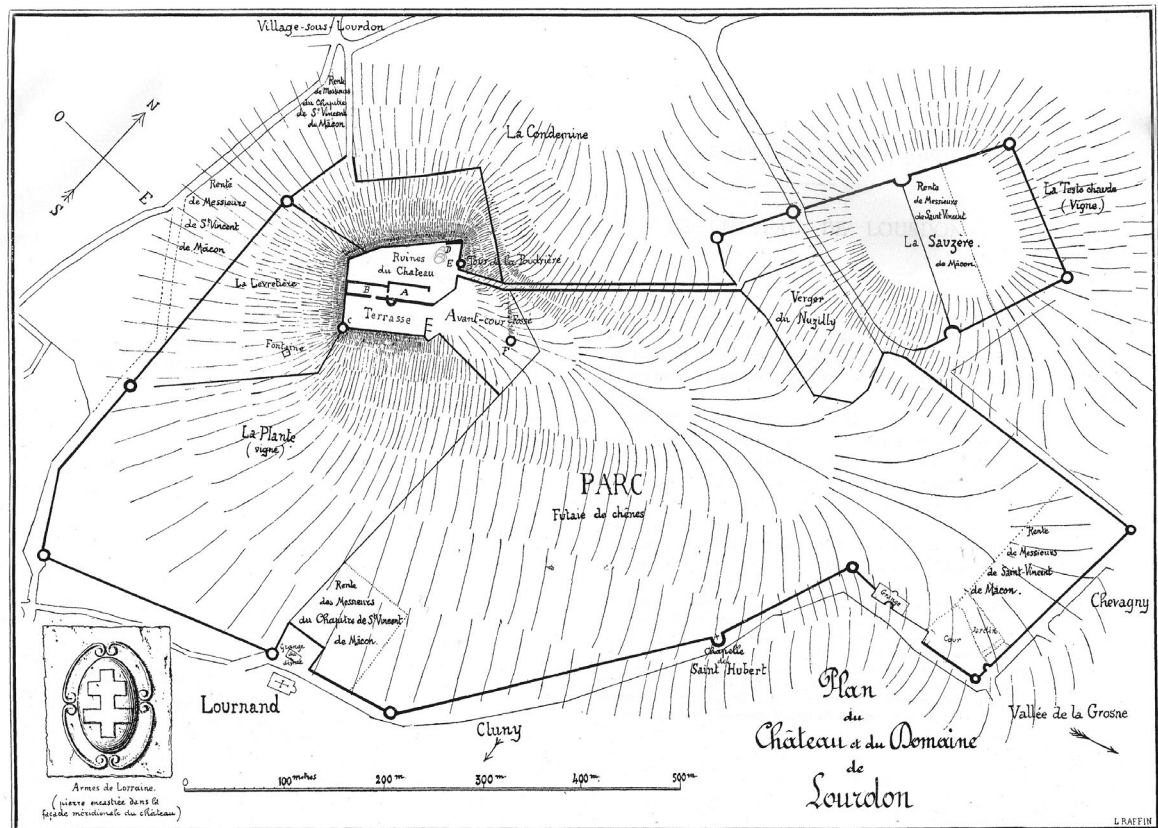 Village-sous-Lourdon
Rente
de Messieurs
du Chapitre
de St Vincent
de Mâcon
La Condemine
N
O
E
S
Rente
de Messieurs
de St Vincent
de Mâcon
Rente
de Messieurs
de Saint Vincent
La Sauzere.
de Mâcon.
La Teste chaude
(Vigne.)
Ruines
du Chateau
D
E
Tour de la Poudrière
B
A
La Levretière
Terrasse
Avant-cour
Fosse
C
F
Fontaine
Verger
du Nuzilly
La Plante
(vigne)
PARC
Futaie de chênes
Rente
de Messieurs
de Saint-Vincent
de Mâcon.
Chevagny
Rente
des Messieurs
du Chapitre de St Vincent
de Mâcon.
Grange
Cour
Jardin
Grange
Chapelle
de
Saint Hubert
Lournand
Cluny
Vallée de la Grosne
Plan
du
Château et du Domaine
de
Lourdon
0
100 mètres
200 m
300 m
400 m
500 m
Armes de Lorraine.
(pierre encastrée dans la
façade méridionale du château)
L RAFFIN